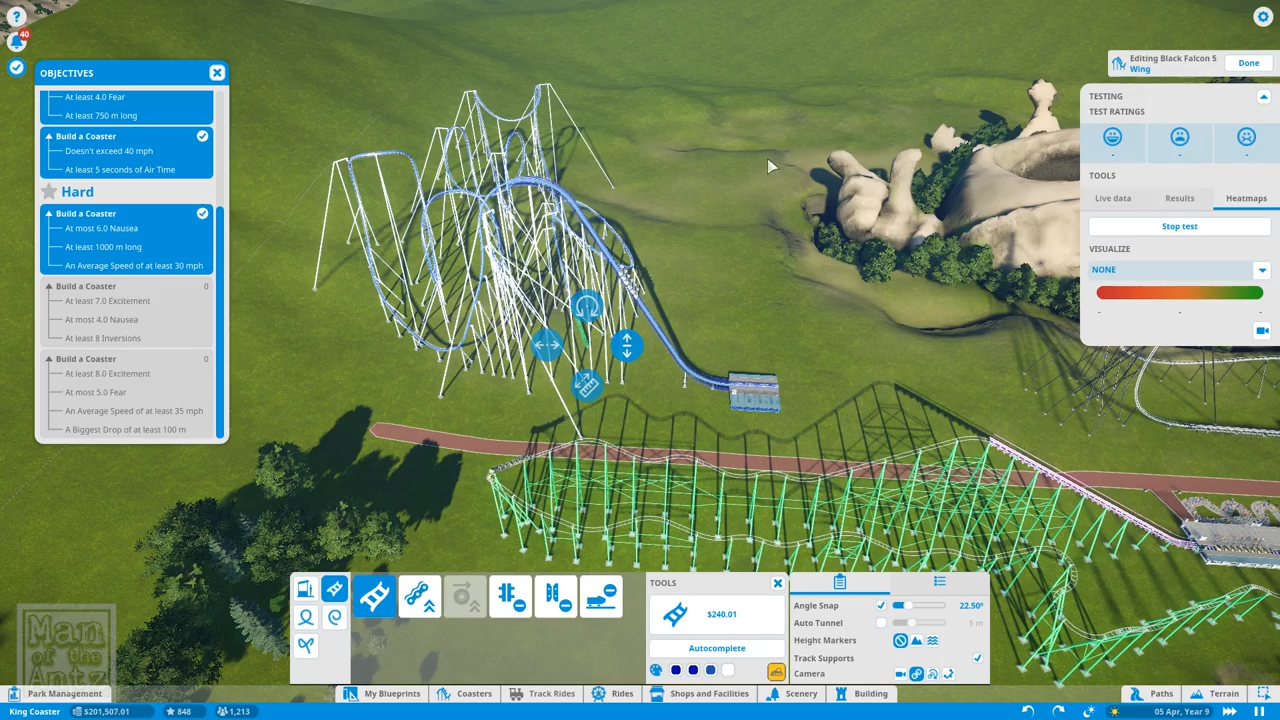 ?
40
OBJECTIVES
At least 4.0 Fear
At least 750 m long
Build a Coaster
Doesn't exceed 40 mph
At least 5 seconds of Air Time
Hard
Build a Coaster
At most 6.0 Nausea
At least 1000 m long
An Average Speed of at least 30 mph
Build a Coaster 0
At least 7.0 Excitement
At most 4.0 Nausea
At least 8 Inversions
Build a Coaster 0
At least 8.0 Excitement
At most 5.0 Fear
An Average Speed of at least 35 mph
A Biggest Drop of at least 100 m
Editing Black Falcon 5
Wing
Done
TESTING
TEST RATINGS
- - -
TOOLS
Live data Results Heatmaps
Stop test
VISUALIZE
NONE
- - -
Man
of the
Antz
TOOLS
$240.01
Autocomplete
Angle Snap 22.50°
Auto Tunnel 5 m
Height Markers
Track Supports
Camera
Park Management My Blueprints Coasters Track Rides Rides Shops and Facilities Scenery Building Paths Terrain
King Coaster $201,507.01 848 1,213 05 Apr, Year 9